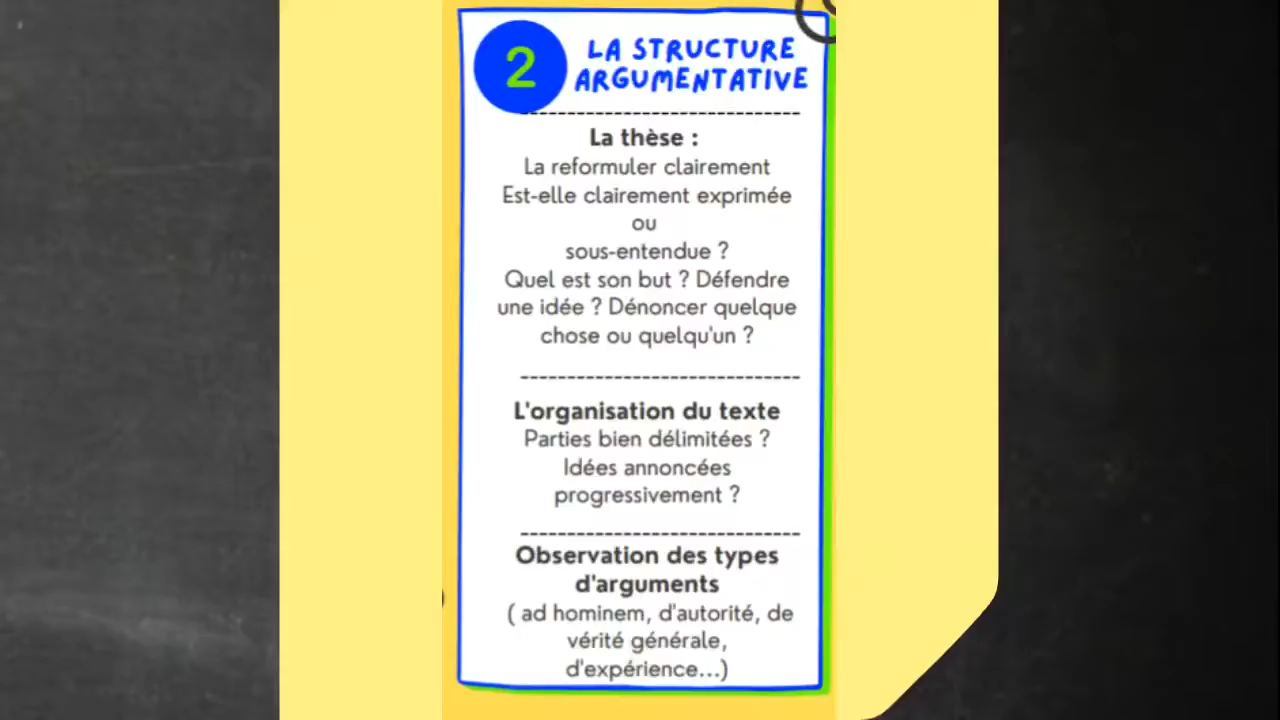 2
LA STRUCTURE
ARGUMENTATIVE
La thèse :
La reformuler clairement
Est-elle clairement exprimée
ou
sous-entendue ?
Quel est son but ? Défendre
une idée ? Dénoncer quelque
chose ou quelqu'un ?
L'organisation du texte
Parties bien délimitées ?
Idées annoncées
progressivement ?
Observation des types
d'arguments
( ad hominem, d'autorité, de
vérité générale,
d'expérience...)